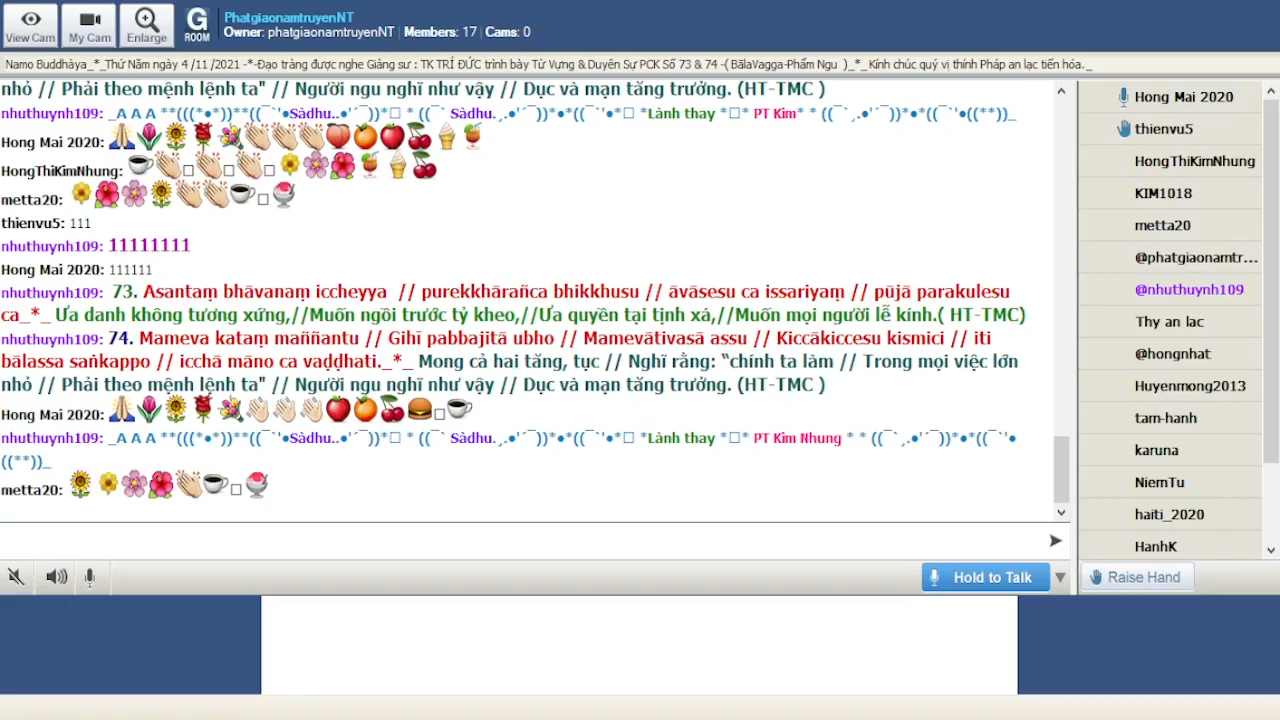 View Cam
My Cam
Enlarge
G
ROOM
PhatgiaonamtruyenNT
Owner: phatgiaonamtruyenNT | Members: 17 | Cams: 0
Namo Buddhàya_*_Thứ Năm ngày 4 /11 /2021 -*-Đạo tràng được nghe Giảng sư : TK TRÍ ĐỨC trình bày Từ Vựng & Duyên Sự PCK Số 73 & 74 -( BālaVagga-Phẩm Ngu )_*_ Kính chúc quý vị thính Pháp an lạc tiến hóa._
nhỏ // Phải theo mệnh lệnh ta" // Người ngu nghĩ như vậy // Dục và mạn tăng trưởng. (HT-TMC )
nhuthuynh109: _A A A **(((*•*))**((¯`'•Sàdhu..•'´¯))*□ * ((¯` Sàdhu.¸.•'´¯))*•*((¯`'•*□ *Lành thay *□* PT Kim* * ((¯`¸.•'´¯))*•*((¯`'•((**))_
Hong Mai 2020:
HongThiKimNhung:
metta20:
thienvu5: 111
nhuthuynh109: 11111111
Hong Mai 2020: 111111
nhuthuynh109: 73. Asantaṃ bhāvanaṃ iccheyya // purekkhārañca bhikkhusu // āvāsesu ca issariyaṃ // pūjā parakulesu
ca_*_ Ưa danh không tương xứng,//Muốn ngồi trước tỷ kheo,//Ưa quyền tại tịnh xá,//Muốn mọi người lễ kính.( HT-TMC)
nhuthuynh109: 74. Mameva kataṃ maññantu // Gihī pabbajitā ubho // Mamevātivasā assu // Kiccākiccesu kismici // iti
bālassa saṅkappo // icchā māno ca vaḍḍhati._*_ Mong cả hai tăng, tục // Nghĩ rằng: “chính ta làm // Trong mọi việc lớn
nhỏ // Phải theo mệnh lệnh ta" // Người ngu nghĩ như vậy // Dục và mạn tăng trưởng. (HT-TMC )
Hong Mai 2020:
nhuthuynh109: _A A A **(((*•*))**((¯`'•Sàdhu..•'´¯))*□ * ((¯` Sàdhu.¸.•'´¯))*•*((¯`'•*□ *Lành thay *□* PT Kim Nhung * * ((¯`¸.•'´¯))*•*((¯`'•
((**))_
metta20:
Hold to Talk
Hong Mai 2020
thienvu5
HongThiKimNhung
KIM1018
metta20
@phatgiaonamtr...
@nhuthuynh109
Thy an lac
@hongnhat
Huyenmong2013
tam-hanh
karuna
NiemTu
haiti_2020
HanhK
Raise Hand